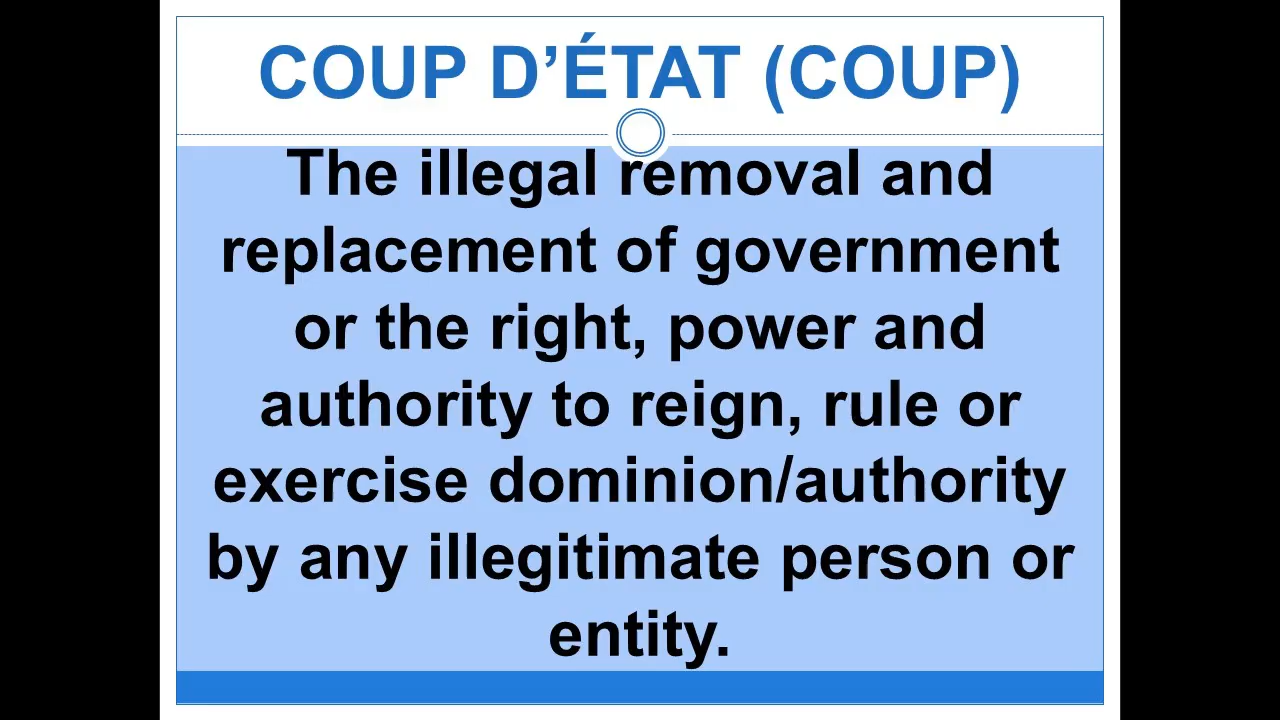 COUP D’ÉTAT (COUP)
The illegal removal and
replacement of government
or the right, power and
authority to reign, rule or
exercise dominion/authority
by any illegitimate person or
entity.